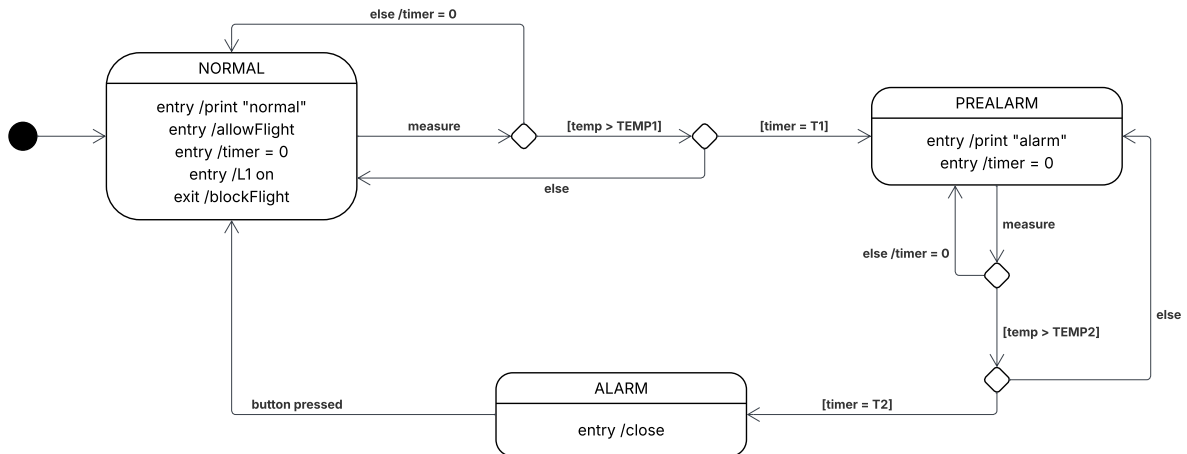 else /timer = 0
NORMAL
entry /print "normal"
entry /allowFlight
entry /timer = 0
entry /L1 on
exit /blockFlight
measure
[temp > TEMP1]
[timer = T1]
else
PREALARM
entry /print "alarm"
entry /timer = 0
measure
else /timer = 0
else
[temp > TEMP2]
ALARM
entry /close
button pressed
[timer = T2]